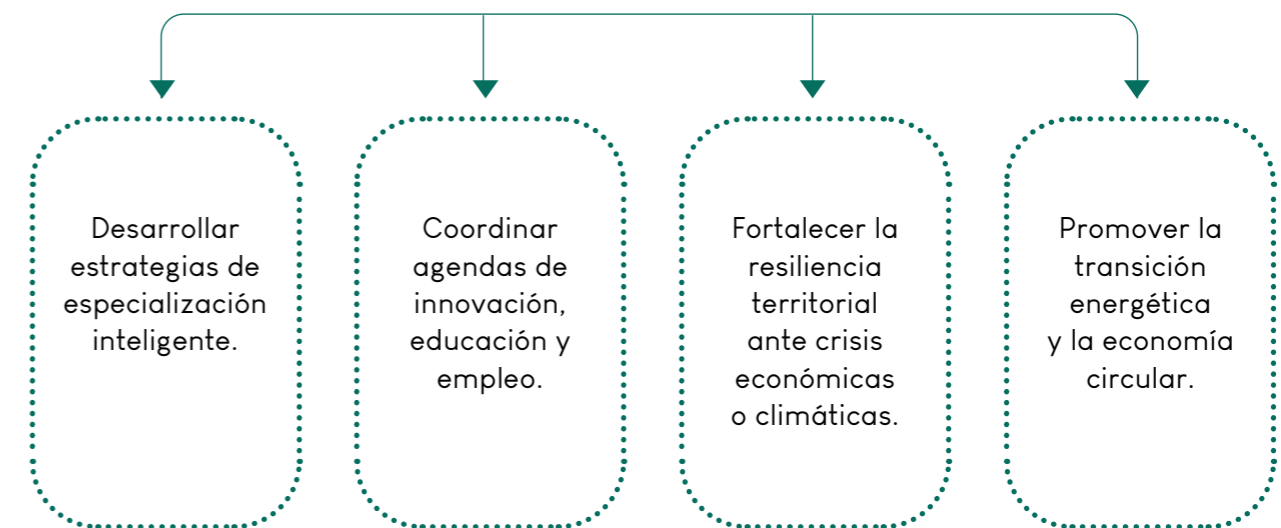 Desarrollar
estrategias de
especialización
inteligente.
Coordinar
agendas de
innovación,
educación y
empleo.
Fortalecer la
resiliencia
territorial
ante crisis
económicas
o climáticas.
Promover la
transición
energética
y la economía
circular.